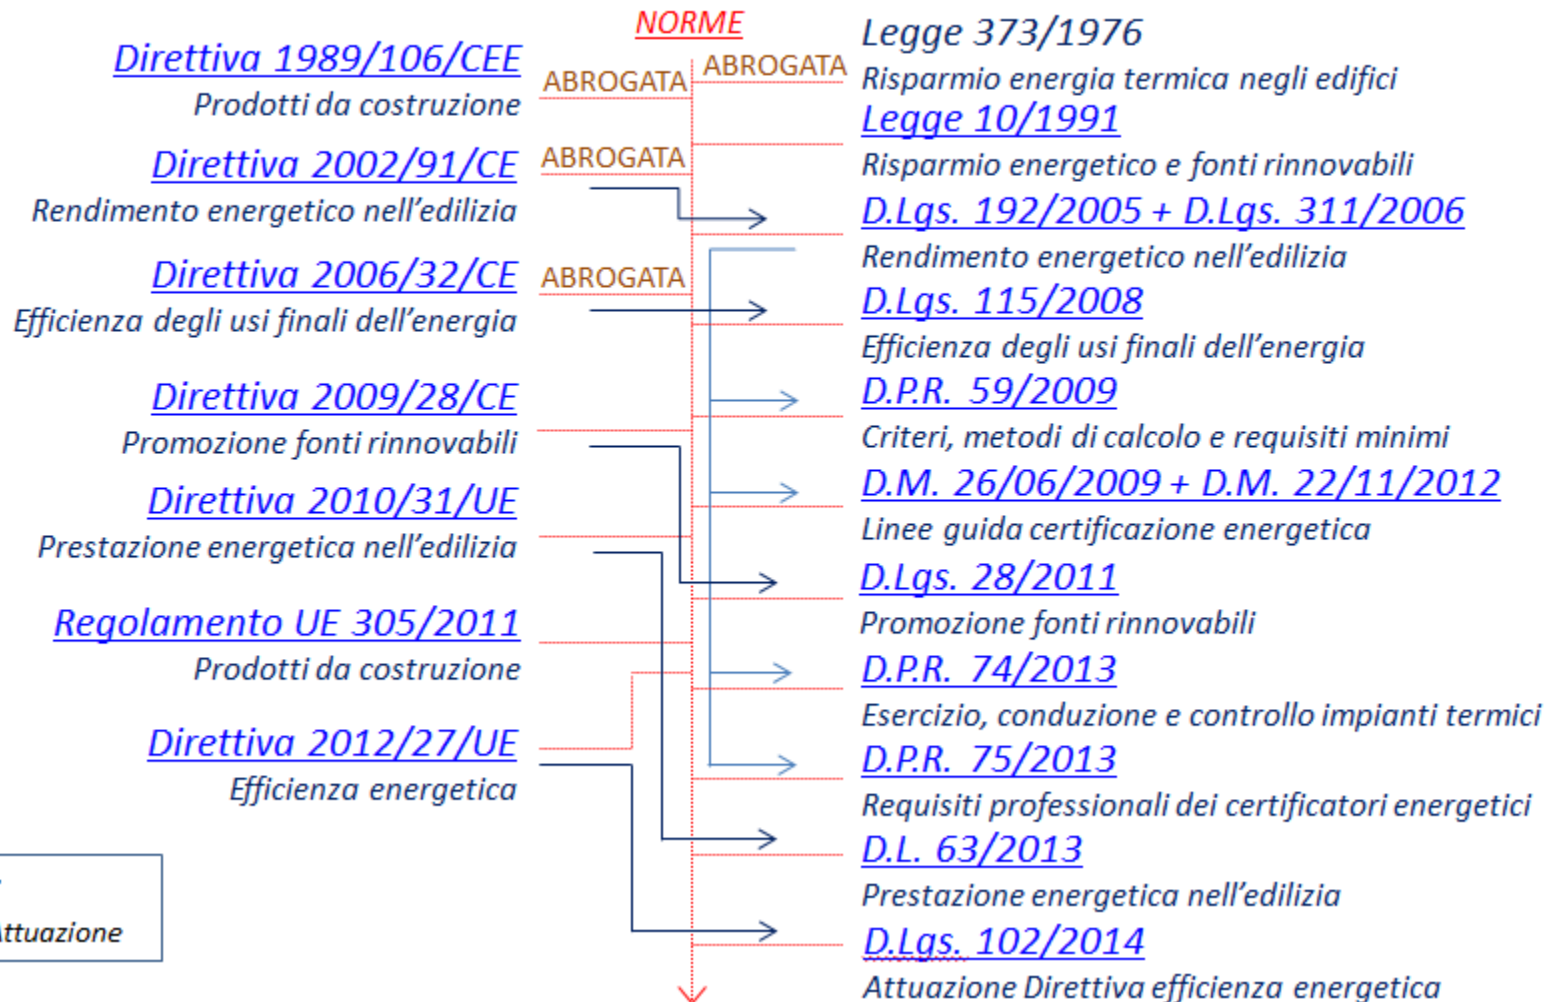 NORME
Direttiva 1989/106/CEE
Prodotti da costruzione
ABROGATA
Direttiva 2002/91/CE
Rendimento energetico nell'edilizia
ABROGATA
Direttiva 2006/32/CE
Efficienza degli usi finali dell'energia
ABROGATA
Direttiva 2009/28/CE
Promozione fonti rinnovabili
Direttiva 2010/31/UE
Prestazione energetica nell'edilizia
Regolamento UE 305/2011
Prodotti da costruzione
Direttiva 2012/27/UE
Efficienza energetica
ABROGATA
Legge 373/1976
Risparmio energia termica negli edifici
Legge 10/1991
Risparmio energetico e fonti rinnovabili
D.Lgs. 192/2005 + D.Lgs. 311/2006
Rendimento energetico nell'edilizia
D.Lgs. 115/2008
Efficienza degli usi finali dell'energia
D.P.R. 59/2009
Criteri, metodi di calcolo e requisiti minimi
D.M. 26/06/2009 + D.M. 22/11/2012
Linee guida certificazione energetica
D.Lgs. 28/2011
Promozione fonti rinnovabili
D.P.R. 74/2013
Esercizio, conduzione e controllo impianti termici
D.P.R. 75/2013
Requisiti professionali dei certificatori energetici
D.L. 63/2013
Prestazione energetica nell'edilizia
D.Lgs. 102/2014
Attuazione Direttiva efficienza energetica
Attuazione